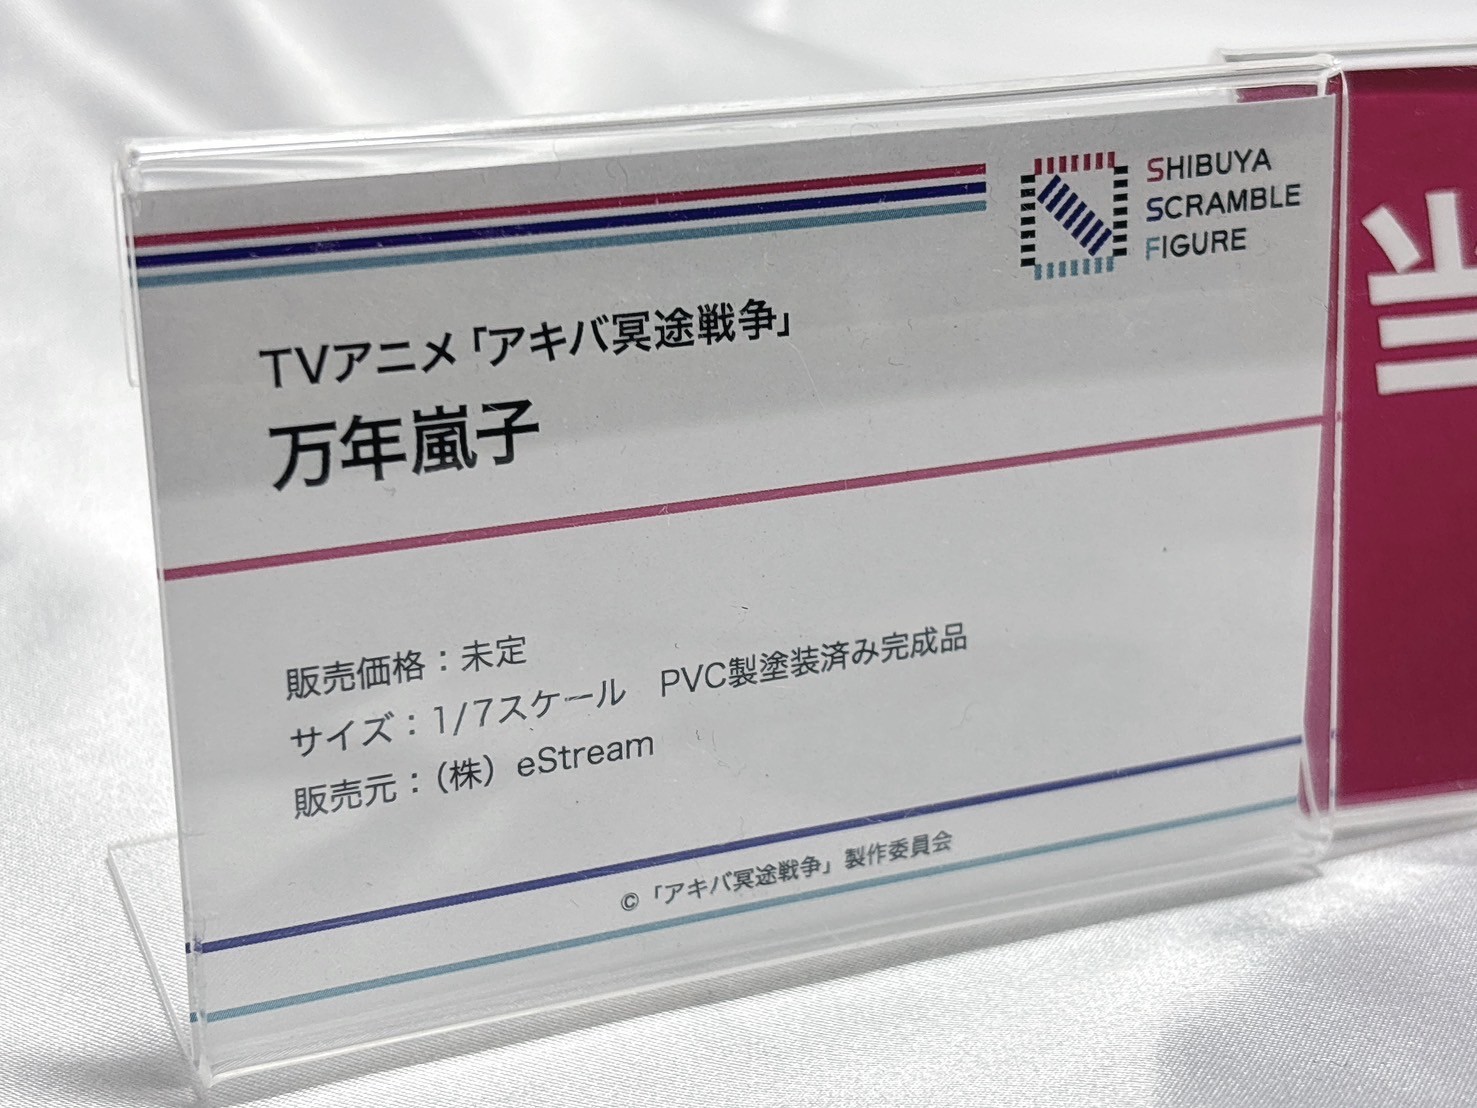 SHIBUYA
SCRAMBLE
FIGURE
TVアニメ「アキバ冥途戦争」
万年嵐子
販売価格：未定
サイズ：1/7スケール　PVC製塗装済み完成品
販売元：(株) eStream
©「アキバ冥途戦争」製作委員会
当